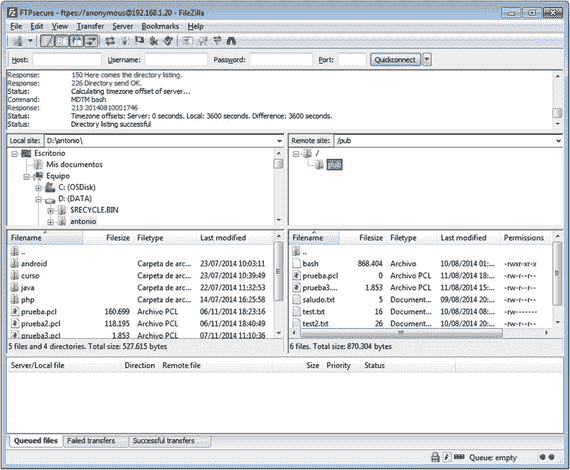 FTPsecure - ftpes://anonymous@192.168.1.20 - FileZilla
File Edit View Transfer Server Bookmarks Help
Host: Username: Password: Port: Quickconnect
Response: 150 Here comes the directory listing.
Response: 226 Directory send OK.
Status: Calculating timezone offset of server...
Command: MDTM bash
Response: 213 20140810001746
Status: Timezone offsets: Server: 0 seconds. Local: 3600 seconds. Difference: 3600 seconds.
Status: Directory listing successful
Local site: D:\antonio\ Remote site: /pub
Escritorio /
Mis documentos pub
Equipo
C: (OSDisk)
D: (DATA)
$RECYCLE.BIN
antonio
Filename Filesize Filetype Last modified Filename Filesize Filetype Last modified Permissions
.. ..
android Carpeta de arc... 23/07/2014 10:03:11 bash 868.404 Archivo 10/08/2014 01:... -rwxr-xr-x
curso Carpeta de arc... 23/07/2014 10:39:49 prueba.pcl 0 Archivo PCL 11/08/2014 18:... -rw-r--r--
java Carpeta de arc... 22/07/2014 11:32:53 prueba3.... 1.853 Archivo PCL 11/08/2014 15:... -rw-r--r--
php Carpeta de arc... 14/07/2014 16:25:58 saludo.txt 5 Document... 09/08/2014 20:... -rw-r--r--
prueba.pcl 160.699 Archivo PCL 06/11/2014 18:23:16 test.txt 16 Document... 08/08/2014 11:... -rw-------
prueba2.pcl 118.195 Archivo PCL 06/11/2014 18:40:49 test2.txt 26 Document... 10/08/2014 20:... -rw-r--r--
prueba3.pcl 1.853 Archivo PCL 07/11/2014 11:10:36
5 files and 4 directories. Total size: 527.615 bytes 6 files. Total size: 870.304 bytes
Server/Local file Direction Remote file Size Priority Status
Queued files Failed transfers Successful transfers
Queue: empty